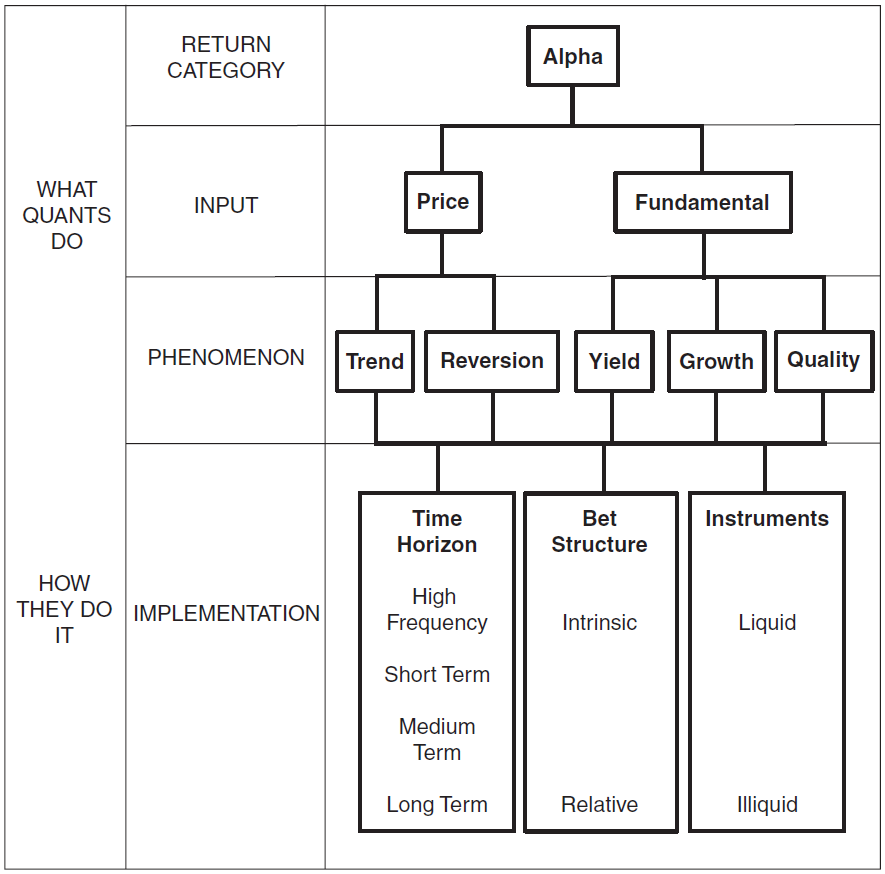 RETURN
CATEGORY
Alpha
WHAT
QUANTS
DO
INPUT
Price
Fundamental
PHENOMENON
Trend
Reversion
Yield
Growth
Quality
HOW
THEY DO
IT
IMPLEMENTATION
Time
Horizon
High
Frequency
Short Term
Medium
Term
Long Term
Bet
Structure
Intrinsic
Relative
Instruments
Liquid
Illiquid